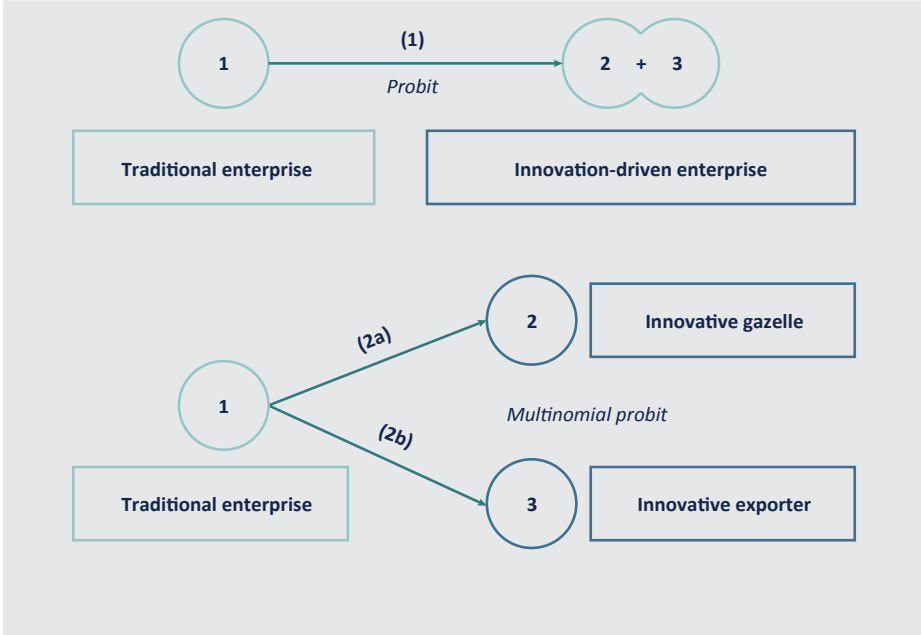 (1)
1
2 + 3
Probit
Traditional enterprise
Innovation-driven enterprise
2
Innovative gazelle
(2a)
1
Multinomial probit
(2b)
Traditional enterprise
3
Innovative exporter